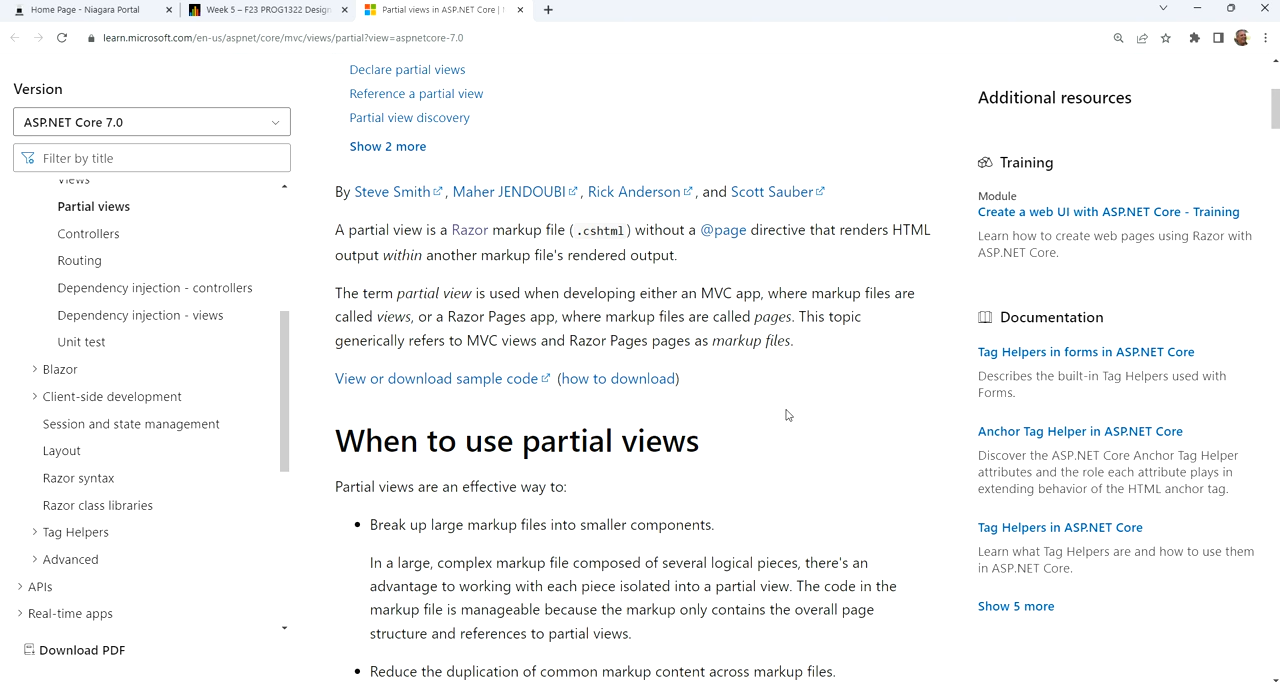 Home Page - Niagara Portal
Week 5 – F23 PROG1322 Design
Partial views in ASP.NET Core |
learn.microsoft.com/en-us/aspnet/core/mvc/views/partial?view=aspnetcore-7.0
Version
ASP.NET Core 7.0
Filter by title
Views
Partial views
Controllers
Routing
Dependency injection - controllers
Dependency injection - views
Unit test
Blazor
Client-side development
Session and state management
Layout
Razor syntax
Razor class libraries
Tag Helpers
Advanced
APIs
Real-time apps
Download PDF
Declare partial views
Reference a partial view
Partial view discovery
Show 2 more
By Steve Smith, Maher JENDOUBI, Rick Anderson, and Scott Sauber
A partial view is a Razor markup file (.cshtml) without a @page directive that renders HTML
output within another markup file's rendered output.
The term partial view is used when developing either an MVC app, where markup files are
called views, or a Razor Pages app, where markup files are called pages. This topic
generically refers to MVC views and Razor Pages pages as markup files.
View or download sample code (how to download)
When to use partial views
Partial views are an effective way to:
• Break up large markup files into smaller components.
In a large, complex markup file composed of several logical pieces, there's an
advantage to working with each piece isolated into a partial view. The code in the
markup file is manageable because the markup only contains the overall page
structure and references to partial views.
• Reduce the duplication of common markup content across markup files.
Additional resources
Training
Module
Create a web UI with ASP.NET Core - Training
Learn how to create web pages using Razor with
ASP.NET Core.
Documentation
Tag Helpers in forms in ASP.NET Core
Describes the built-in Tag Helpers used with
Forms.
Anchor Tag Helper in ASP.NET Core
Discover the ASP.NET Core Anchor Tag Helper
attributes and the role each attribute plays in
extending behavior of the HTML anchor tag.
Tag Helpers in ASP.NET Core
Learn what Tag Helpers are and how to use them
in ASP.NET Core.
Show 5 more